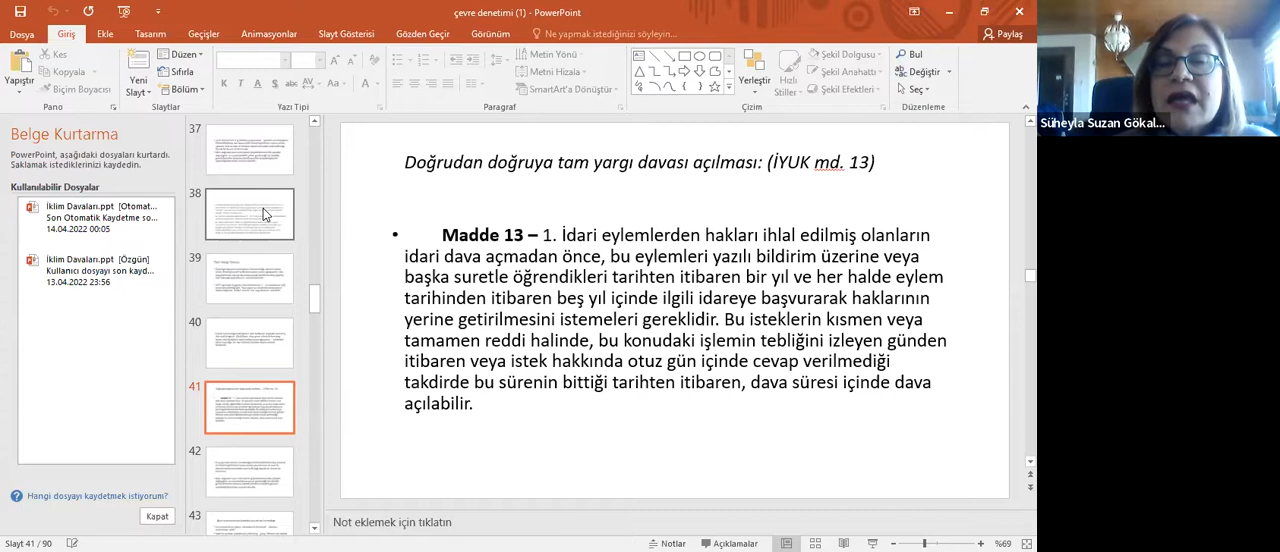 çevre denetimi (1) - PowerPoint
Dosya Giriş Ekle Tasarım Geçişler Animasyonlar Slayt Gösterisi Gözden Geçir Görünüm Ne yapmak istediğinizi söyleyin... Paylaş
Yapıştır
Kes
Kopyala
Biçim Boyacısı
Pano
Yeni
Slayt
Düzen
Sıfırla
Bölüm
Slaytlar
K T A S abc AV Aa A
Yazı Tipi
Metin Yönü
Metni Hizala
SmartArt'a Dönüştür
Paragraf
Yerleştir
Hızlı
Stiller
Şekil Dolgusu
Şekil Anahattı
Şekil Efektleri
Çizim
Bul
Değiştir
Seç
Düzenleme
Süheyla Suzan Gökal...
Belge Kurtarma
PowerPoint, aşağıdaki dosyaları kurtardı.
Saklamak istediklerinizi kaydedin.
Kullanılabilir Dosyalar
İklim Davaları.ppt [Otomat...
Son Otomatik Kaydetme so...
14.04.2022 00:05
İklim Davaları.ppt [Özgün]
Kullanıcı dosyayı son kayd...
13.04.2022 23:56
Hangi dosyayı kaydetmek istiyorum?
Kapat
37
38
39
40
41
42
43
Doğrudan doğruya tam yargı davası açılması: (İYUK md. 13)
• Madde 13 – 1. İdari eylemlerden hakları ihlal edilmiş olanların
idari dava açmadan önce, bu eylemleri yazılı bildirim üzerine veya
başka suretle öğrendikleri tarihten itibaren bir yıl ve her halde eylem
tarihinden itibaren beş yıl içinde ilgili idareye başvurarak haklarının
yerine getirilmesini istemeleri gereklidir. Bu isteklerin kısmen veya
tamamen reddi halinde, bu konudaki işlemin tebliğini izleyen günden
itibaren veya istek hakkında otuz gün içinde cevap verilmediği
takdirde bu sürenin bittiği tarihten itibaren, dava süresi içinde dava
açılabilir.
Not eklemek için tıklatın
Slayt 41 / 90
Notlar Açıklamalar %69